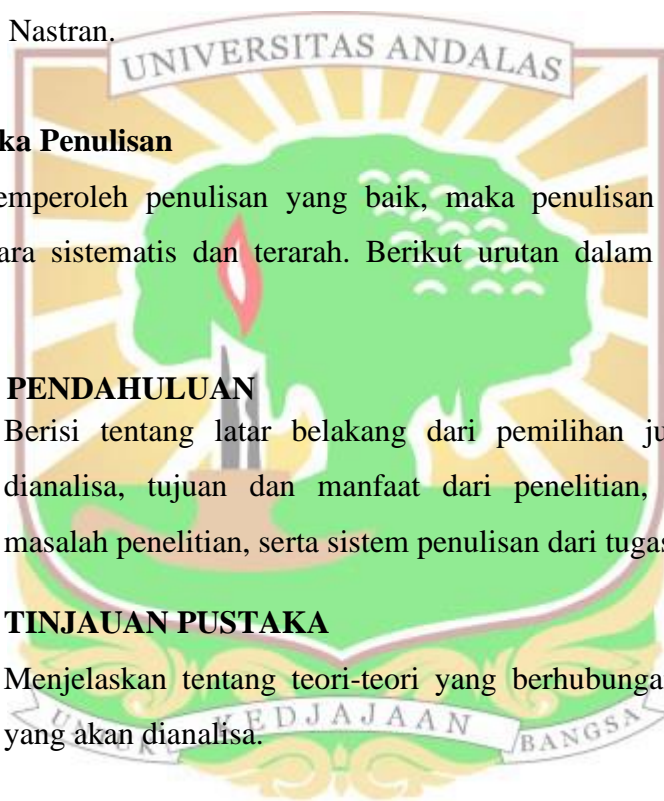 Nastran.
UNIVERSITAS ANDALAS
ka Penulisan
emperoleh penulisan yang baik, maka penulisan
ara sistematis dan terarah. Berikut urutan dalam
PENDAHULUAN
Berisi tentang latar belakang dari pemilihan ju
dianalisa, tujuan dan manfaat dari penelitian,
masalah penelitian, serta sistem penulisan dari tugas
TINJAUAN PUSTAKA
Menjelaskan tentang teori-teori yang berhubunga
yang akan dianalisa.
UNTUK KEDJAJAAN BANGSA